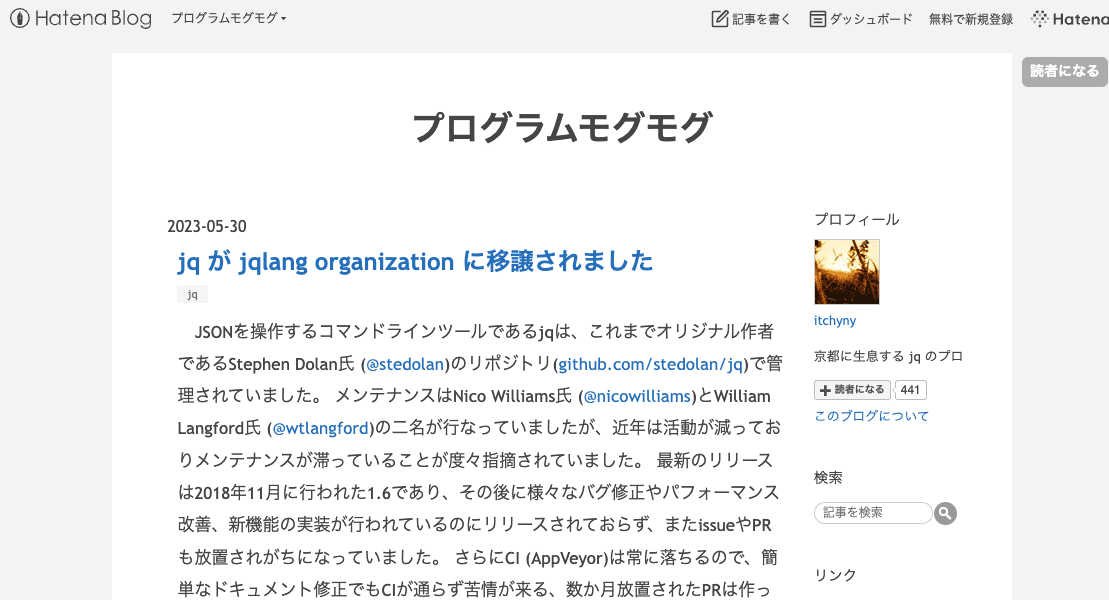 Hatena Blog プログラムモグモグ 記事を書く ダッシュボード 無料で新規登録 Hatena
読者になる
プログラムモグモグ
2023-05-30
jq が jqlang organization に移譲されました
jq
JSONを操作するコマンドラインツールであるjqは、これまでオリジナル作者
であるStephen Dolan氏 (@stedolan)のリポジトリ(github.com/stedolan/jq)で管
理されていました。 メンテナンスはNico Williams氏 (@nicowilliams)とWilliam
Langford氏 (@wtlangford)の二名が行なっていましたが、近年は活動が減ってお
りメンテナンスが滞っていることが度々指摘されていました。 最新のリリース
は2018年11月に行われた1.6であり、その後に様々なバグ修正やパフォーマンス
改善、新機能の実装が行われているのにリリースされておらず、またissueやPR
も放置されがちになっていました。 さらにCI (AppVeyor)は常に落ちるので、簡
単なドキュメント修正でもCIが通らず苦情が来る、数か月放置されたPRは作っ
プロフィール
itchyny
京都に生息する jq のプロ
読者になる 441
このブログについて
検索
記事を検索
リンク